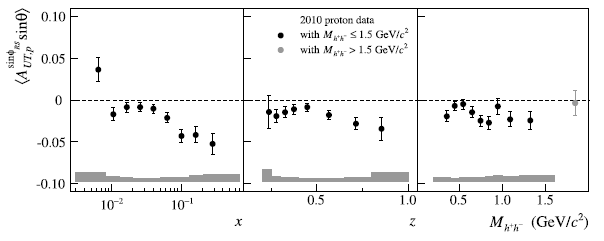 ⟨A^{sinϕ_{RS}}_{UT,p} sinθ⟩
0.10
0.05
0
-0.05
-0.10
2010 proton data
with M_{h⁺h⁻} ≤ 1.5 GeV/c²
with M_{h⁺h⁻} > 1.5 GeV/c²
10⁻² 10⁻¹ 0.5 1.0 0.5 1.0 1.5
x z M_{h⁺h⁻} (GeV/c²)